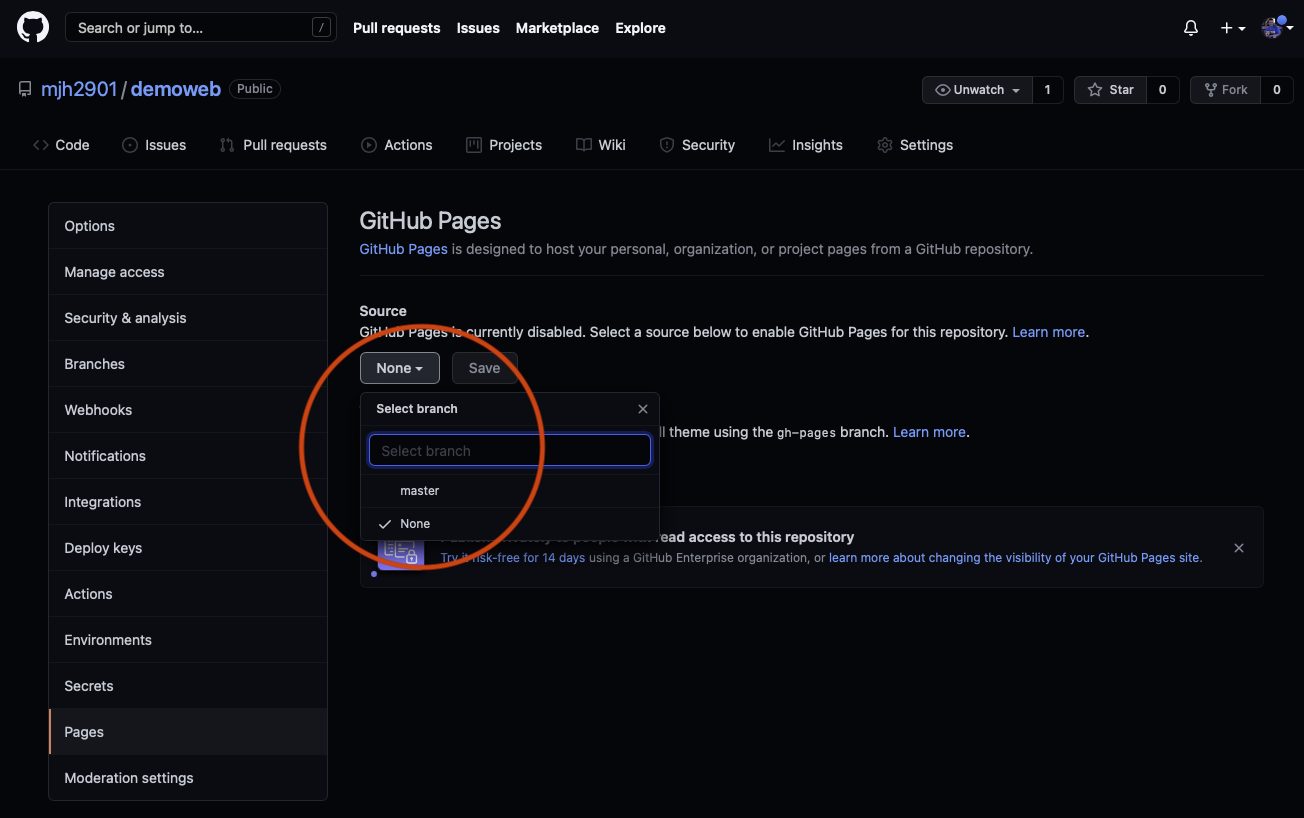 Search or jump to... /
Pull requests Issues Marketplace Explore
mjh2901 / demoweb Public
Unwatch 1 Star 0 Fork 0
Code Issues Pull requests Actions Projects Wiki Security Insights Settings
Options
Manage access
Security & analysis
Branches
Webhooks
Notifications
Integrations
Deploy keys
Actions
Environments
Secrets
Pages
Moderation settings
GitHub Pages
GitHub Pages is designed to host your personal, organization, or project pages from a GitHub repository.
Source
GitHub Pages is currently disabled. Select a source below to enable GitHub Pages for this repository. Learn more.
None Save
Select branch
Select branch
master
None
theme using the gh-pages branch. Learn more.
read access to this repository
Try it risk-free for 14 days using a GitHub Enterprise organization, or learn more about changing the visibility of your GitHub Pages site.